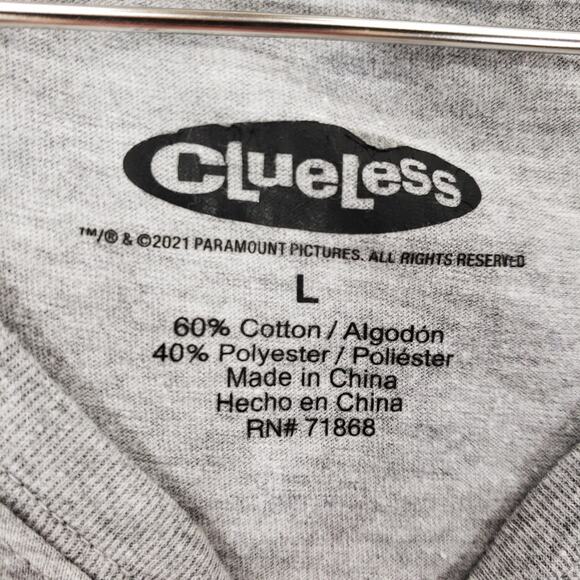 CLueLess
™/® & ©2021 PARAMOUNT PICTURES. ALL RIGHTS RESERVED
L
60% Cotton / Algodón
40% Polyester / Poliéster
Made in China
Hecho en China
RN# 71868